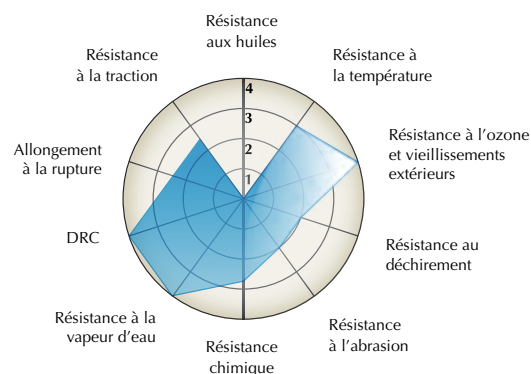 Résistance
aux huiles
Résistance
à la traction
Résistance à
la température
4
3
2
1
Allongement
à la rupture
Résistance à l'ozone
et vieillissements
extérieurs
DRC
Résistance au
déchirement
Résistance à la
vapeur d'eau
Résistance
à l'abrasion
Résistance
chimique